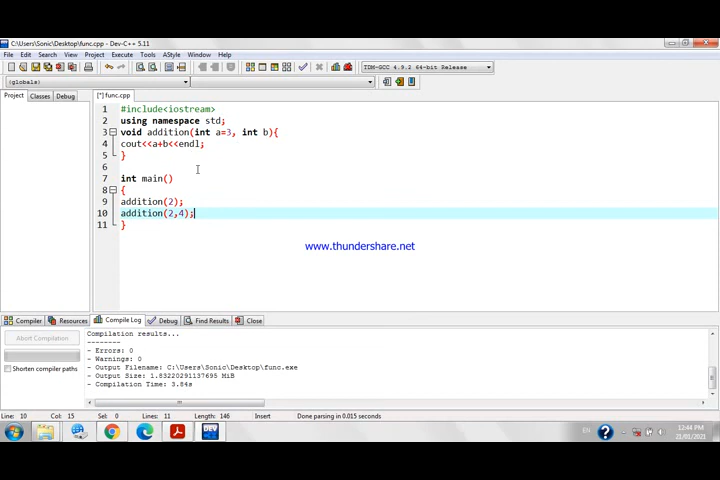 C:\Users\Sonic\Desktop\func.cpp - Dev-C++ 5.11
File Edit Search View Project Execute Tools AStyle Window Help
TDM-GCC 4.9.2 64-bit Release
(globals)
Project Classes Debug
[*] func.cpp
1 #include<iostream>
2 using namespace std;
3 void addition(int a=3, int b){
4 cout<<a+b<<endl;
5 }
6
7 int main()
8 {
9 addition(2);
10 addition(2,4);
11 }
www.thundershare.net
Compiler Resources Compile Log Debug Find Results Close
Abort Compilation
Shorten compiler paths
Compilation results...
--------
- Errors: 0
- Warnings: 0
- Output Filename: C:\Users\Sonic\Desktop\func.exe
- Output Size: 1.83220291137695 MiB
- Compilation Time: 3.84s
Line: 10 Col: 15 Sel: 0 Lines: 11 Length: 146 Insert Done parsing in 0.015 seconds
EN
12:44 PM
21/01/2021